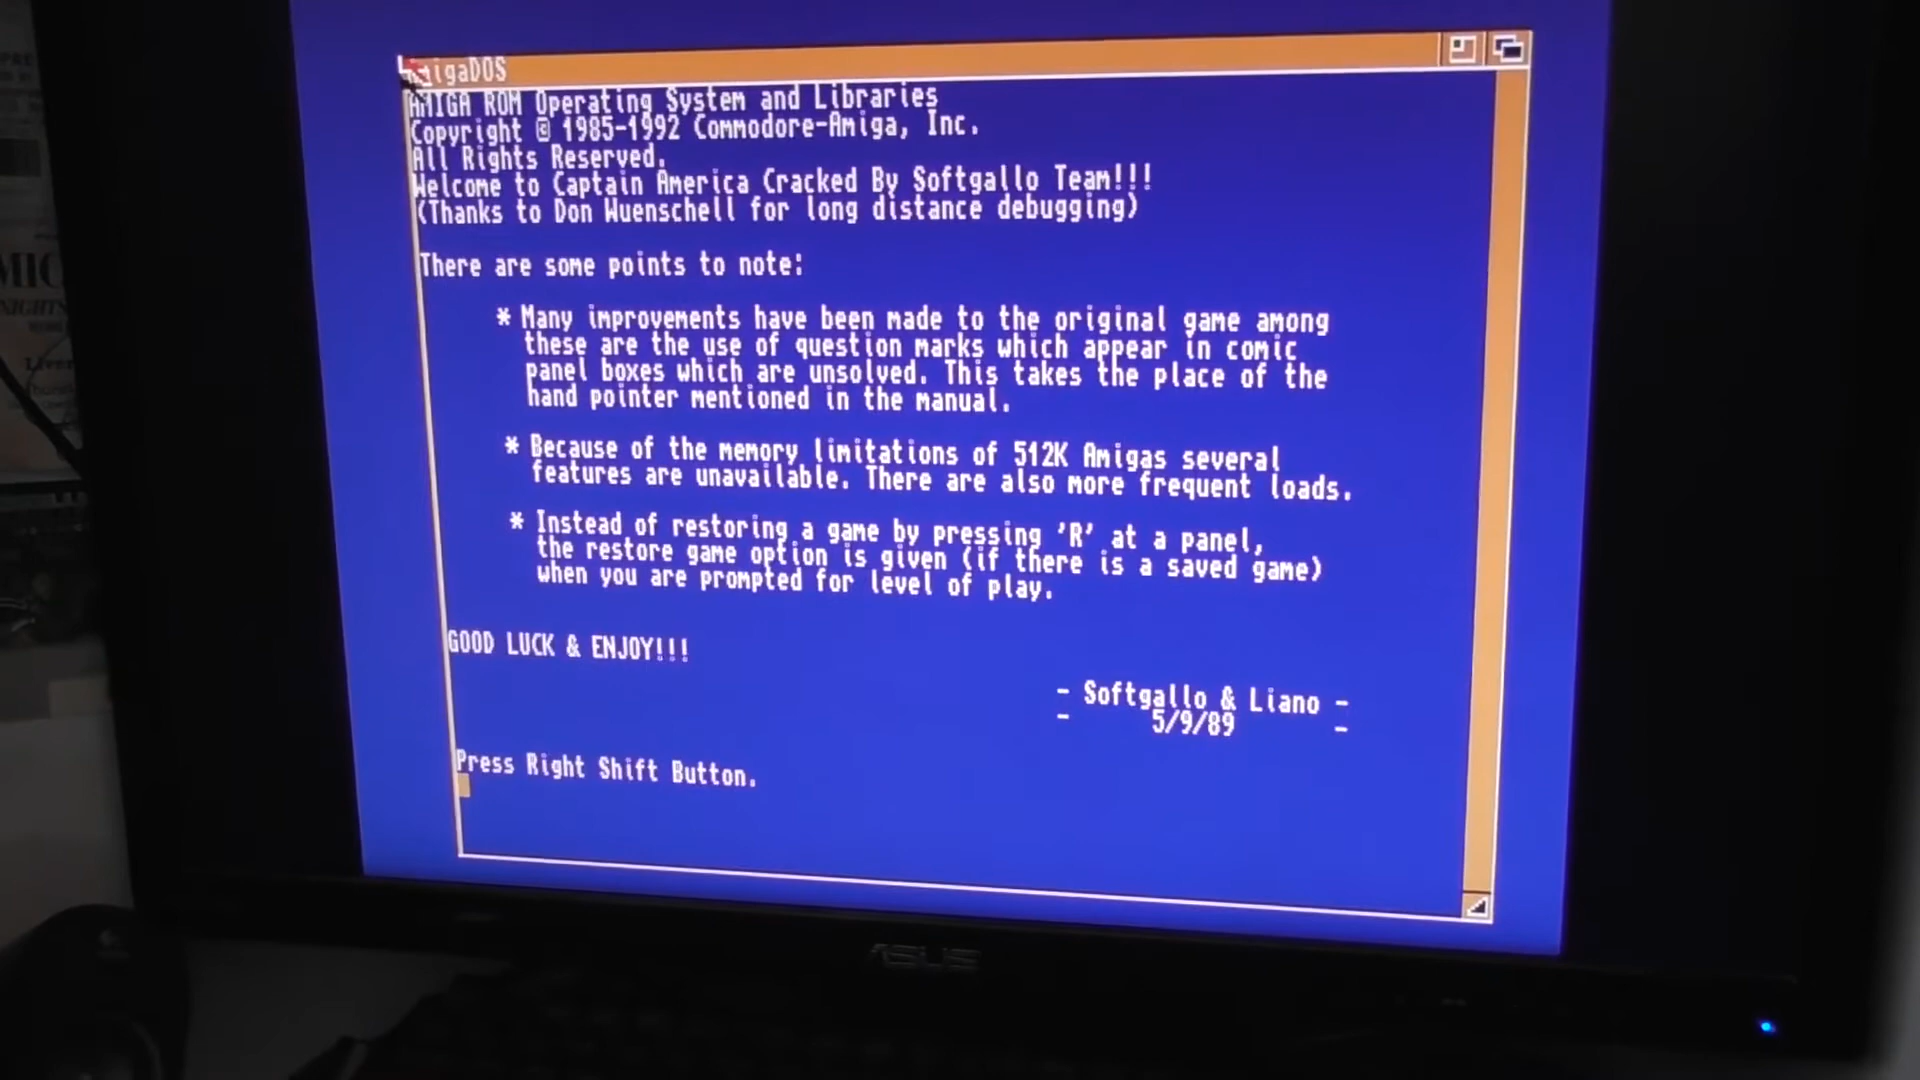 AmigaDOS
AMIGA ROM Operating System and Libraries
Copyright © 1985-1992 Commodore-Amiga, Inc.
All Rights Reserved.
Welcome to Captain America Cracked By Softgallo Team!!!
(Thanks to Don Wuenschell for long distance debugging)
There are some points to note:
* Many improvements have been made to the original game among
these are the use of question marks which appear in comic
panel boxes which are unsolved. This takes the place of the
hand pointer mentioned in the manual.
* Because of the memory limitations of 512K Amigas several
features are unavailable. There are also more frequent loads.
* Instead of restoring a game by pressing 'R' at a panel,
the restore game option is given (if there is a saved game)
when you are prompted for level of play.
GOOD LUCK & ENJOY!!!
- Softgallo & Liano -
- 5/9/89 -
Press Right Shift Button.
ASUS